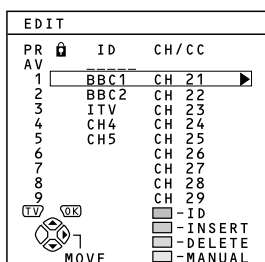 EDIT
PR ID CH/CC
AV _____
1 BBC1 CH 21
2 BBC2 CH 22
3 ITV CH 23
4 CH4 CH 24
5 CH5 CH 25
6 CH 26
7 CH 27
8 CH 28
9 CH 29
TV OK -ID
-INSERT
-DELETE
MOVE -MANUAL